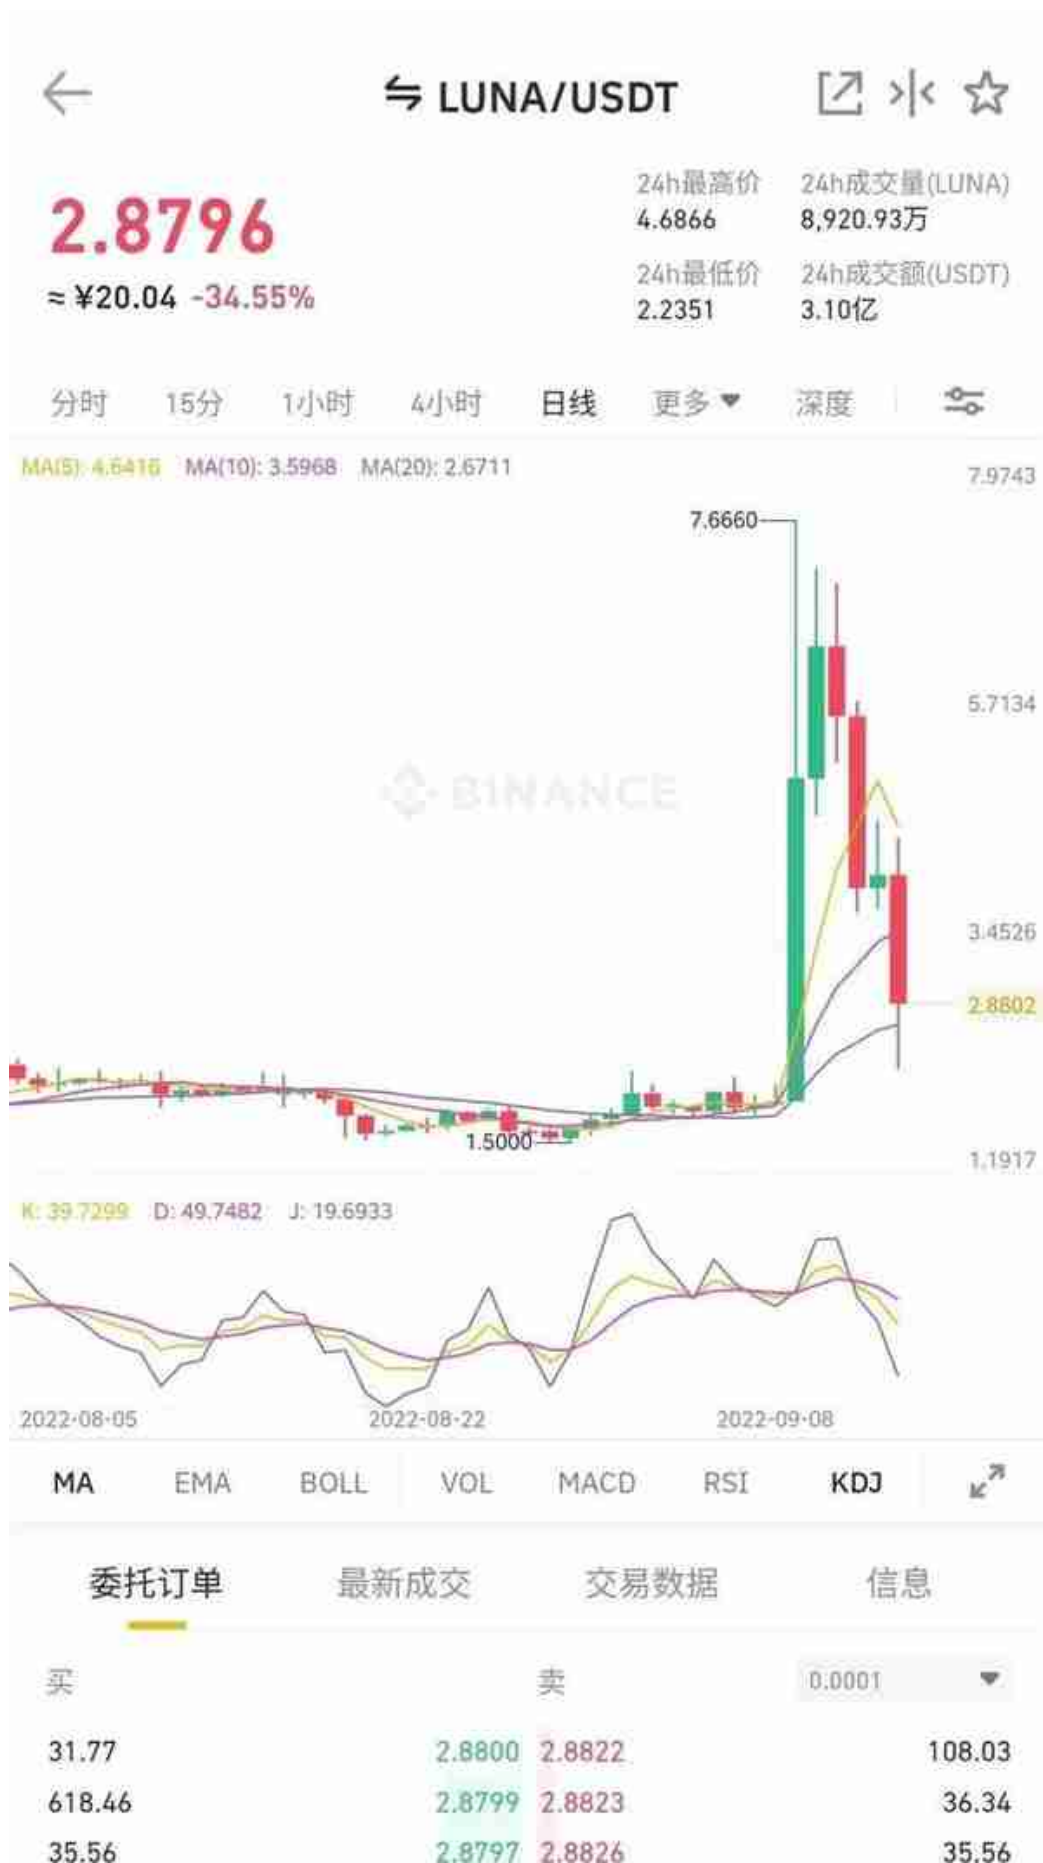 LUNA/USDT
2.8796
≈ ¥20.04 -34.55%
24h最高价
4.6866
24h成交量(LUNA)
8,920.93万
24h最低价
2.2351
24h成交额(USDT)
3.10亿
分时 15分 1小时 4小时 日线 更多 深度
MA(5): 4.6416 MA(10): 3.5968 MA(20): 2.6711
7.9743
7.6660
5.7134
BINANCE
3.4526
2.8802
1.5000
1.1917
K: 39.7299 D: 49.7482 J: 19.6933
2022-08-05 2022-08-22 2022-09-08
MA EMA BOLL VOL MACD RSI KDJ
委托订单 最新成交 交易数据 信息
买 卖 0.0001
31.77 2.8800 2.8822 108.03
618.46 2.8799 2.8823 36.34
35.56 2.8797 2.8826 35.56